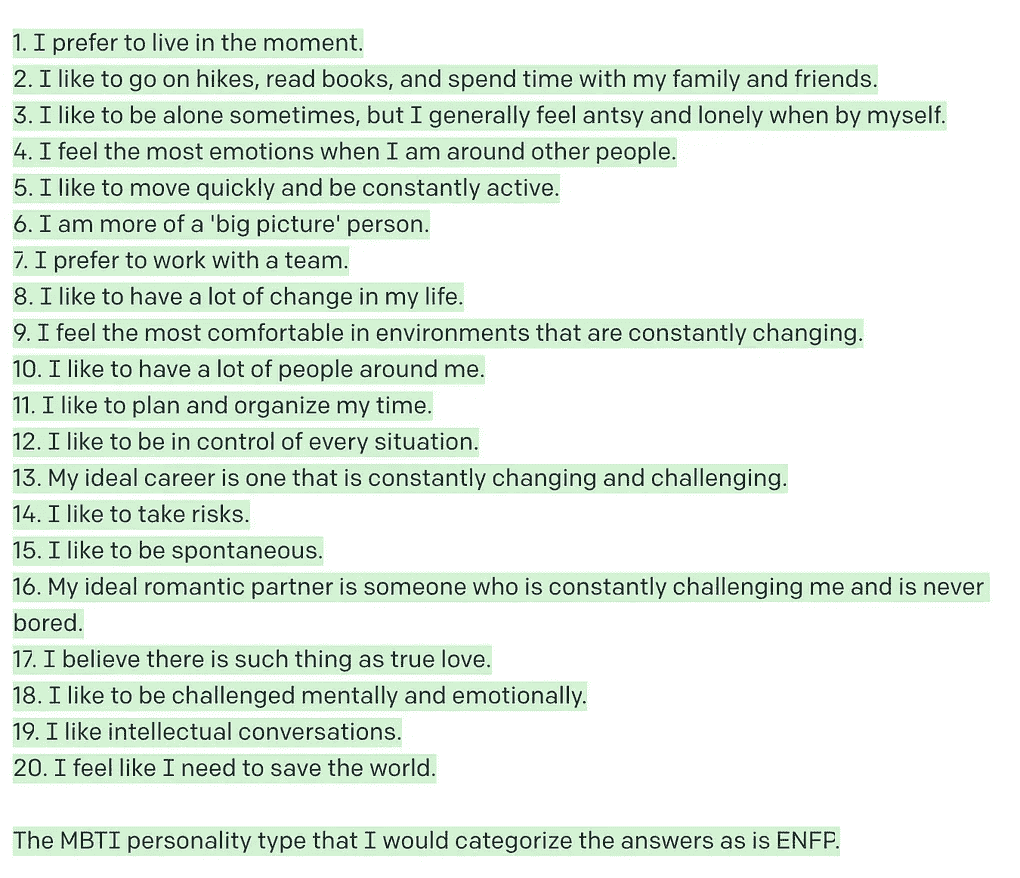 1. I prefer to live in the moment.
2. I like to go on hikes, read books, and spend time with my family and friends.
3. I like to be alone sometimes, but I generally feel antsy and lonely when by myself.
4. I feel the most emotions when I am around other people.
5. I like to move quickly and be constantly active.
6. I am more of a 'big picture' person.
7. I prefer to work with a team.
8. I like to have a lot of change in my life.
9. I feel the most comfortable in environments that are constantly changing.
10. I like to have a lot of people around me.
11. I like to plan and organize my time.
12. I like to be in control of every situation.
13. My ideal career is one that is constantly changing and challenging.
14. I like to take risks.
15. I like to be spontaneous.
16. My ideal romantic partner is someone who is constantly challenging me and is never
bored.
17. I believe there is such thing as true love.
18. I like to be challenged mentally and emotionally.
19. I like intellectual conversations.
20. I feel like I need to save the world.
The MBTI personality type that I would categorize the answers as is ENFP.